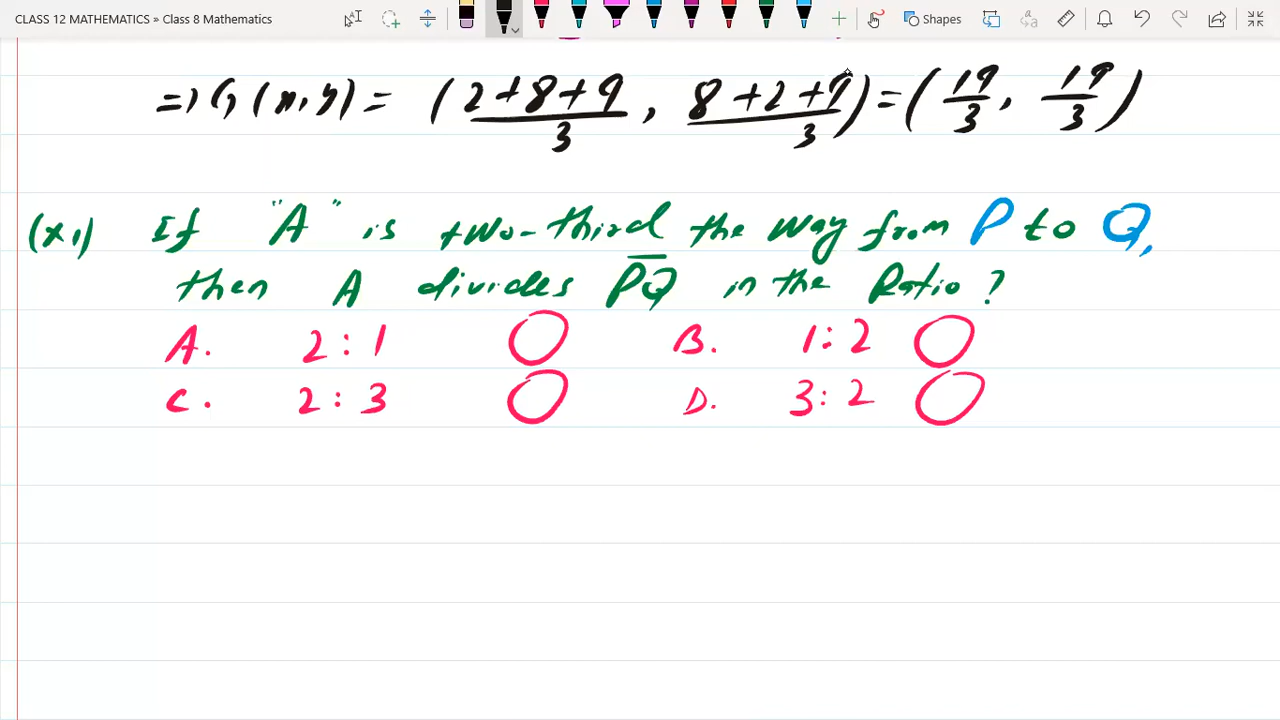 CLASS 12 MATHEMATICS » Class 8 Mathematics
Shapes
=> G(x,y) = (2+8+9/3, 8+2+9/3) = (19/3, 19/3)
(xi) If "A" is two-third the way from P to Q,
then A divides P̅Q̅ in the Ratio?
A. 2:1 B. 1:2
C. 2:3 D. 3:2